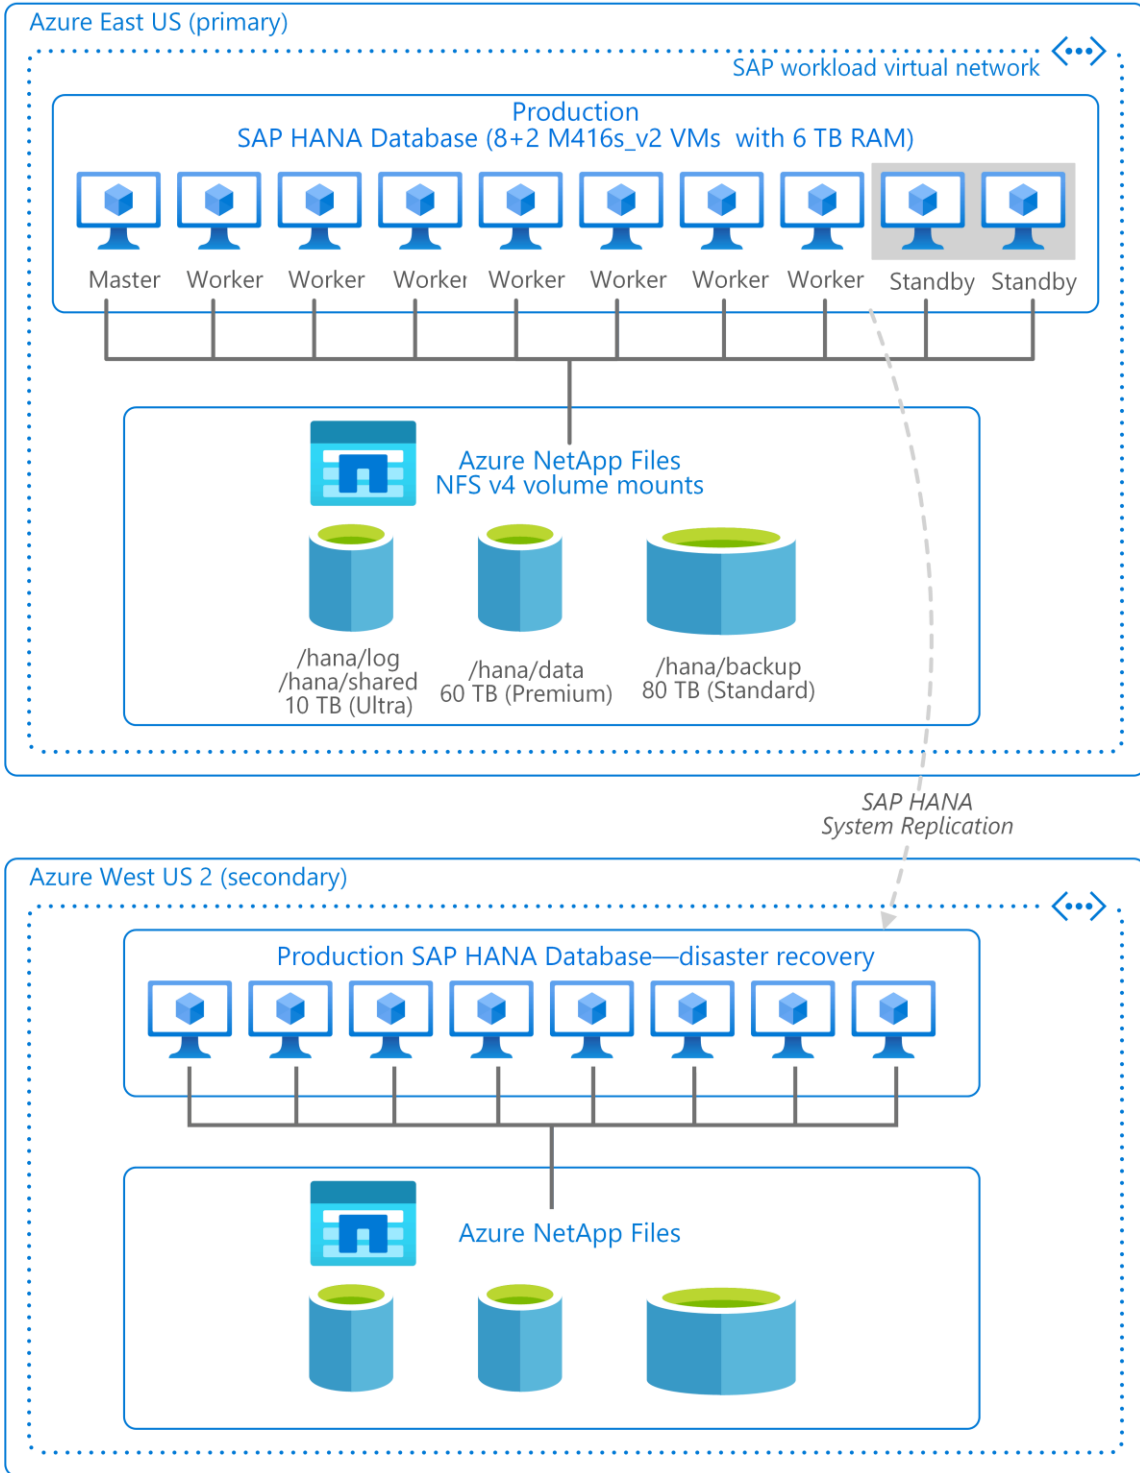 Azure East US (primary)
SAP workload virtual network
Production
SAP HANA Database (8+2 M416s_v2 VMs with 6 TB RAM)
Master Worker Worker Worker Worker Worker Worker Worker Standby Standby
Azure NetApp Files
NFS v4 volume mounts
/hana/log
/hana/shared
10 TB (Ultra)
/hana/data
60 TB (Premium)
/hana/backup
80 TB (Standard)
SAP HANA
System Replication
Azure West US 2 (secondary)
Production SAP HANA Database—disaster recovery
Azure NetApp Files